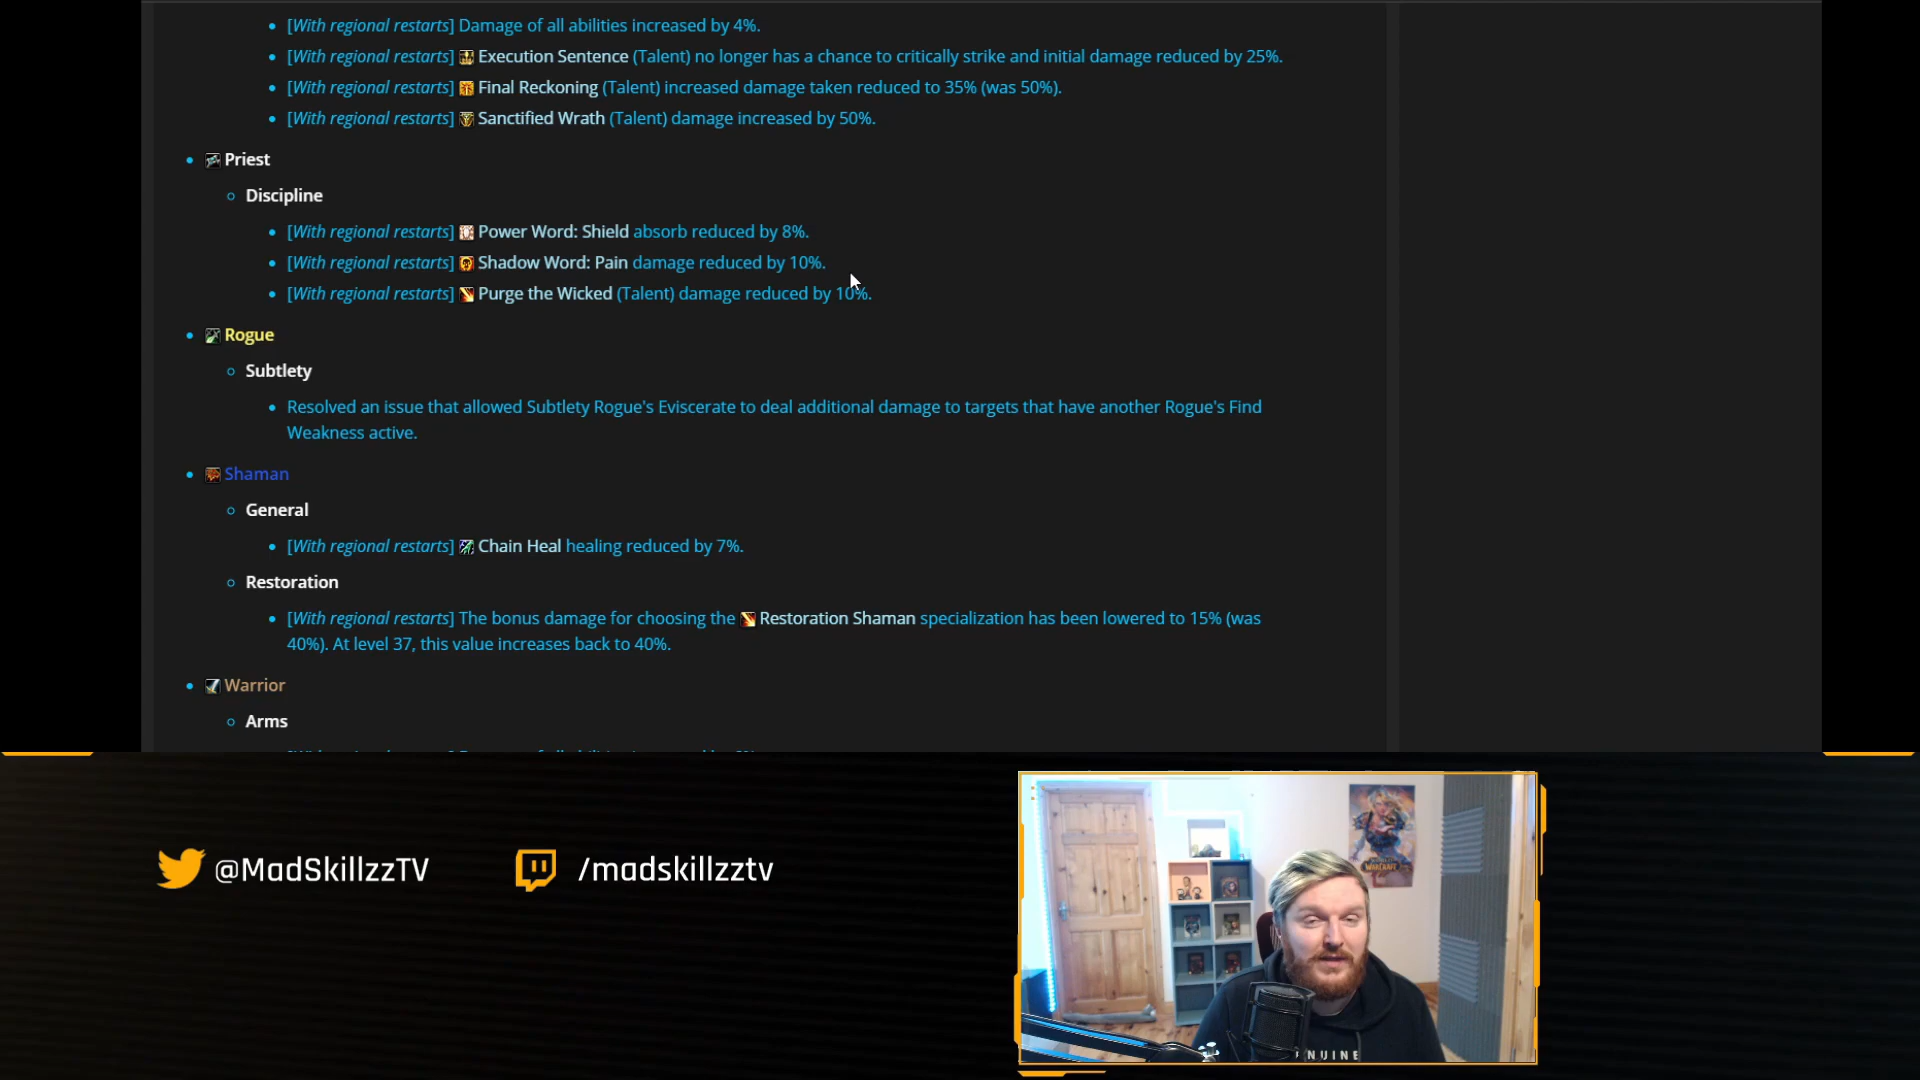 [With regional restarts] Damage of all abilities increased by 4%.
[With regional restarts] Execution Sentence (Talent) no longer has a chance to critically strike and initial damage reduced by 25%.
[With regional restarts] Final Reckoning (Talent) increased damage taken reduced to 35% (was 50%).
[With regional restarts] Sanctified Wrath (Talent) damage increased by 50%.
Priest
Discipline
[With regional restarts] Power Word: Shield absorb reduced by 8%.
[With regional restarts] Shadow Word: Pain damage reduced by 10%.
[With regional restarts] Purge the Wicked (Talent) damage reduced by 10%.
Rogue
Subtlety
Resolved an issue that allowed Subtlety Rogue's Eviscerate to deal additional damage to targets that have another Rogue's Find
Weakness active.
Shaman
General
[With regional restarts] Chain Heal healing reduced by 7%.
Restoration
[With regional restarts] The bonus damage for choosing the Restoration Shaman specialization has been lowered to 15% (was
40%). At level 37, this value increases back to 40%.
Warrior
Arms
@MadSkillzzTV
/madskillzztv
WARCRAFT
NUINE